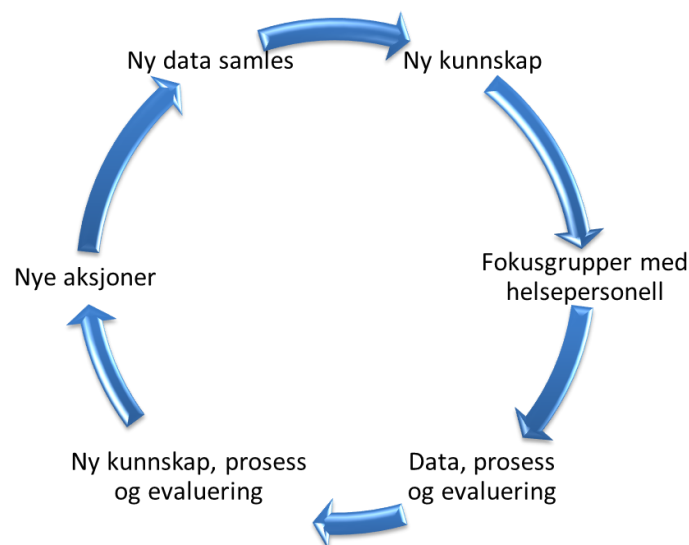 Ny data samles
Ny kunnskap
Fokusgrupper med
helsepersonell
Data, prosess
og evaluering
Ny kunnskap, prosess
og evaluering
Nye aksjoner